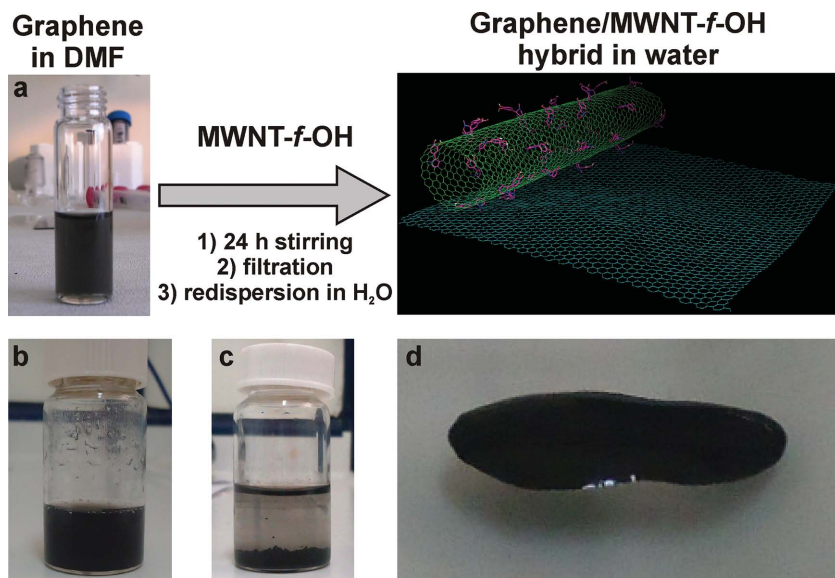 Graphene
in DMF
Graphene/MWNT-f-OH
hybrid in water
a
MWNT-f-OH
1) 24 h stirring
2) filtration
3) redispersion in H₂O
b
c
d